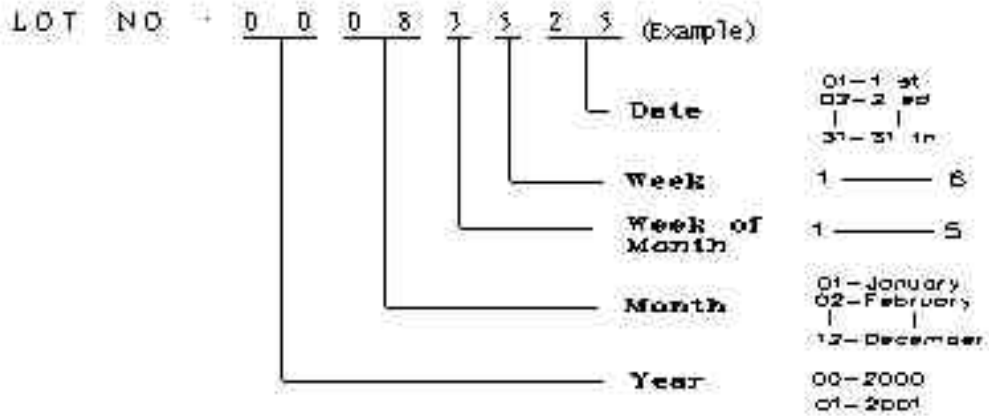 LOT NO 0 0 0 8 3 5 2 5 (Example)
Date
01-1 st
02-2 nd
31-31 th
Week 1 6
Week of
Month 1 5
Month
01-January
02-February
12-December
Year
00-2000
01-2001